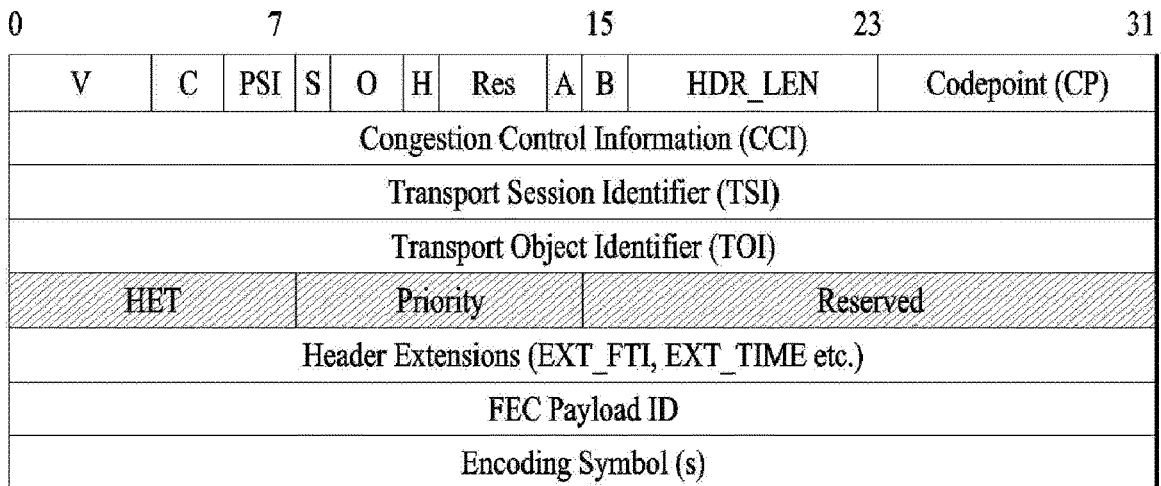 0 7 15 23 31
V C PSI S O H Res A B HDR_LEN Codepoint (CP)
Congestion Control Information (CCI)
Transport Session Identifier (TSI)
Transport Object Identifier (TOI)
HET Priority Reserved
Header Extensions (EXT_FTI, EXT_TIME etc.)
FEC Payload ID
Encoding Symbol (s)